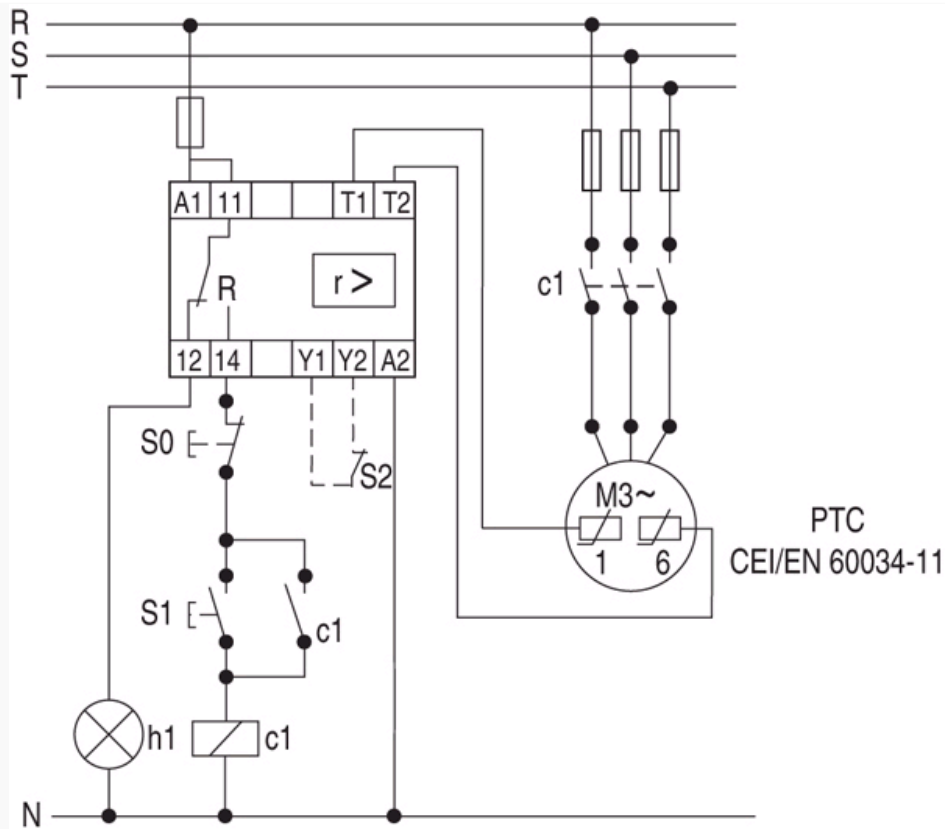 R
S
T
A1 11 T1 T2
R
r >
12 14 Y1 Y2 A2
c1
S0
S2
M3~
1 6
PTC
CEI/EN 60034-11
S1
c1
h1
c1
N